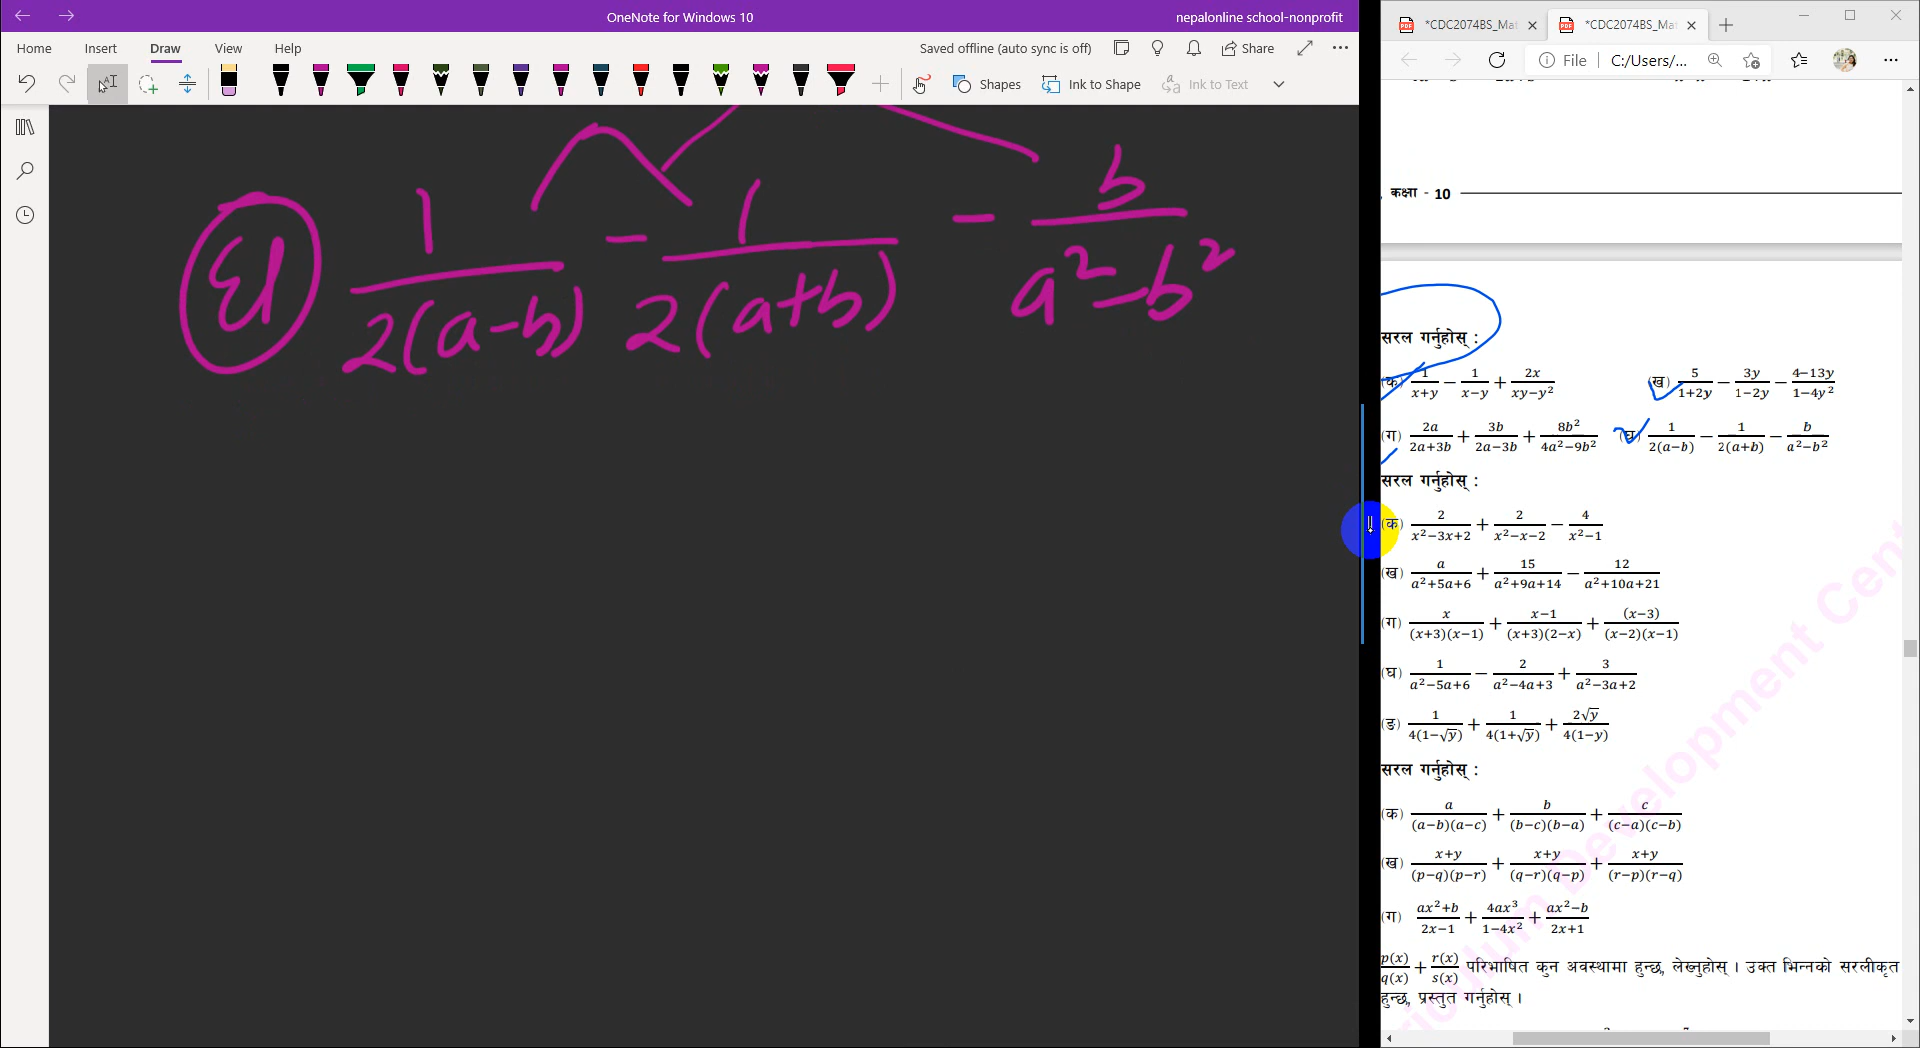 OneNote for Windows 10
nepalonline school-nonprofit
Home Insert Draw View Help
Saved offline (auto sync is off) Share
Shapes Ink to Shape Ink to Text
*CDC2074BS_Mat *CDC2074BS_Mat
File C:/Users/...
(घ) 1/2(a-b) - 1/2(a+b) - b/a²-b²
कक्षा - 10
सरल गर्नुहोस् :
(क) 1/x+y − 1/x−y + 2x/xy−y² (ख) 5/1+2y − 3y/1−2y − 4−13y/1−4y²
(ग) 2a/2a+3b + 3b/2a−3b + 8b²/4a²−9b² (घ) 1/2(a−b) − 1/2(a+b) − b/a²−b²
सरल गर्नुहोस् :
(क) 2/x²−3x+2 + 2/x²−x−2 − 4/x²−1
(ख) a/a²+5a+6 + 15/a²+9a+14 − 12/a²+10a+21
(ग) x/(x+3)(x−1) + x−1/(x+3)(2−x) + (x−3)/(x−2)(x−1)
(घ) 1/a²−5a+6 − 2/a²−4a+3 + 3/a²−3a+2
(ङ) 1/4(1−√y) + 1/4(1+√y) + 2√y/4(1−y)
सरल गर्नुहोस् :
(क) a/(a−b)(a−c) + b/(b−c)(b−a) + c/(c−a)(c−b)
(ख) x+y/(p−q)(p−r) + x+y/(q−r)(q−p) + x+y/(r−p)(r−q)
(ग) ax²+b/2x−1 + 4ax³/1−4x² + ax²−b/2x+1
p(x)/q(x) + r(x)/s(x) परिभाषित कुन अवस्थामा हुन्छ, लेख्नुहोस् । उक्त भिन्नको सरलीकृत
हुन्छ, प्रस्तुत गर्नुहोस् ।
riculum Development Cent